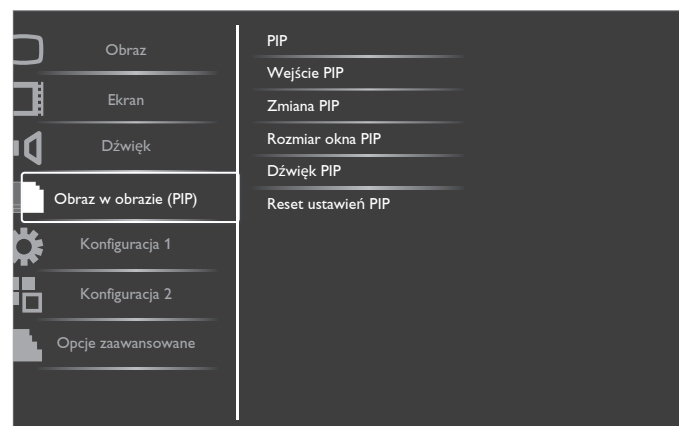 Obraz
Ekran
Dźwięk
Obraz w obrazie (PIP)
Konfiguracja 1
Konfiguracja 2
Opcje zaawansowane
PIP
Wejście PIP
Zmiana PIP
Rozmiar okna PIP
Dźwięk PIP
Reset ustawień PIP